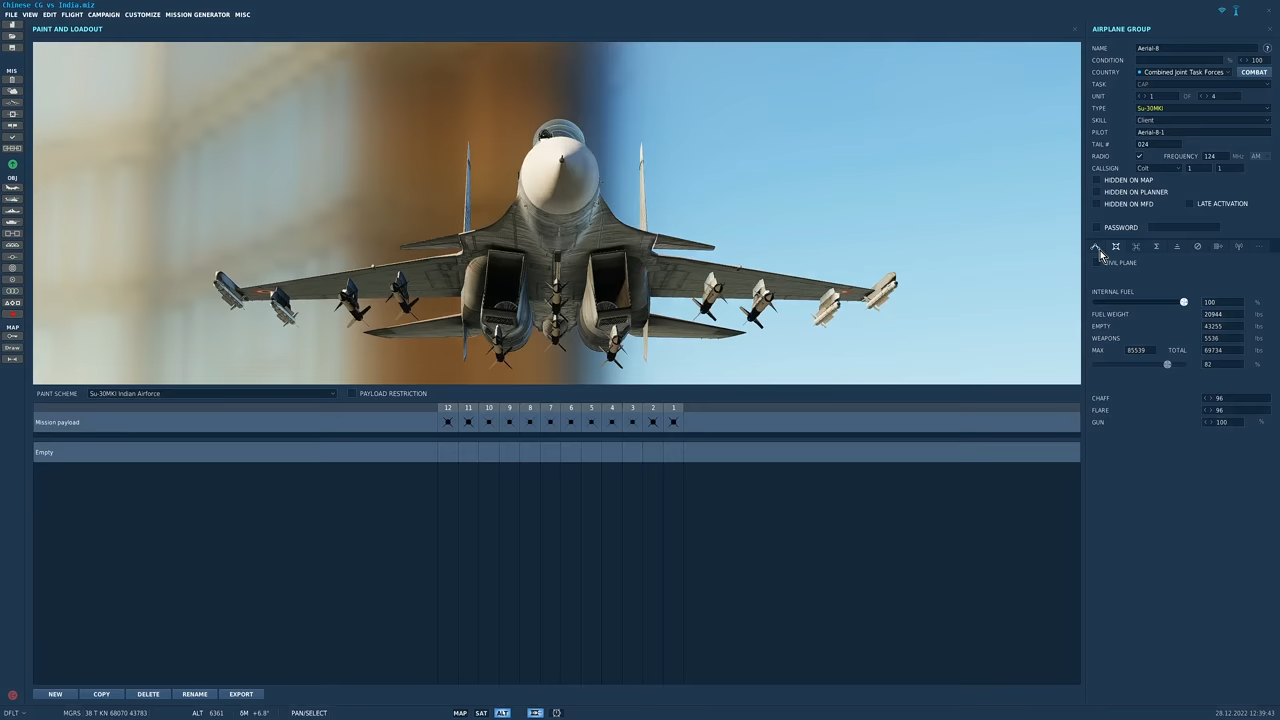 Chinese CG vs India.miz
FILE VIEW EDIT FLIGHT CAMPAIGN CUSTOMIZE MISSION GENERATOR MISC
PAINT AND LOADOUT
MIS
OBJ
MAP
Draw
PAINT SCHEME Su-30MKI Indian Airforce PAYLOAD RESTRICTION
12 11 10 9 8 7 6 5 4 3 2 1
Mission payload
Empty
NEW COPY DELETE RENAME EXPORT
AIRPLANE GROUP
NAME Aerial-8 ?
CONDITION % 100
COUNTRY Combined Joint Task Forces COMBAT
TASK CAP
UNIT 1 OF 4
TYPE Su-30MKI
SKILL Client
PILOT Aerial-8-1
TAIL # 024
RADIO FREQUENCY 124 MHz AM
CALLSIGN Colt 1 1
HIDDEN ON MAP
HIDDEN ON PLANNER
HIDDEN ON MFD LATE ACTIVATION
PASSWORD
IVIL PLANE
INTERNAL FUEL 100 %
FUEL WEIGHT 20944 lbs
EMPTY 43255 lbs
WEAPONS 5536 lbs
MAX 85539 TOTAL 69734 lbs
82 %
CHAFF 96
FLARE 96
GUN 100 %
DFLT MGRS 38 T KN 68070 43783 ALT 6361 δM +6.8° PAN/SELECT MAP SAT ALT 28.12.2022 12:39:43